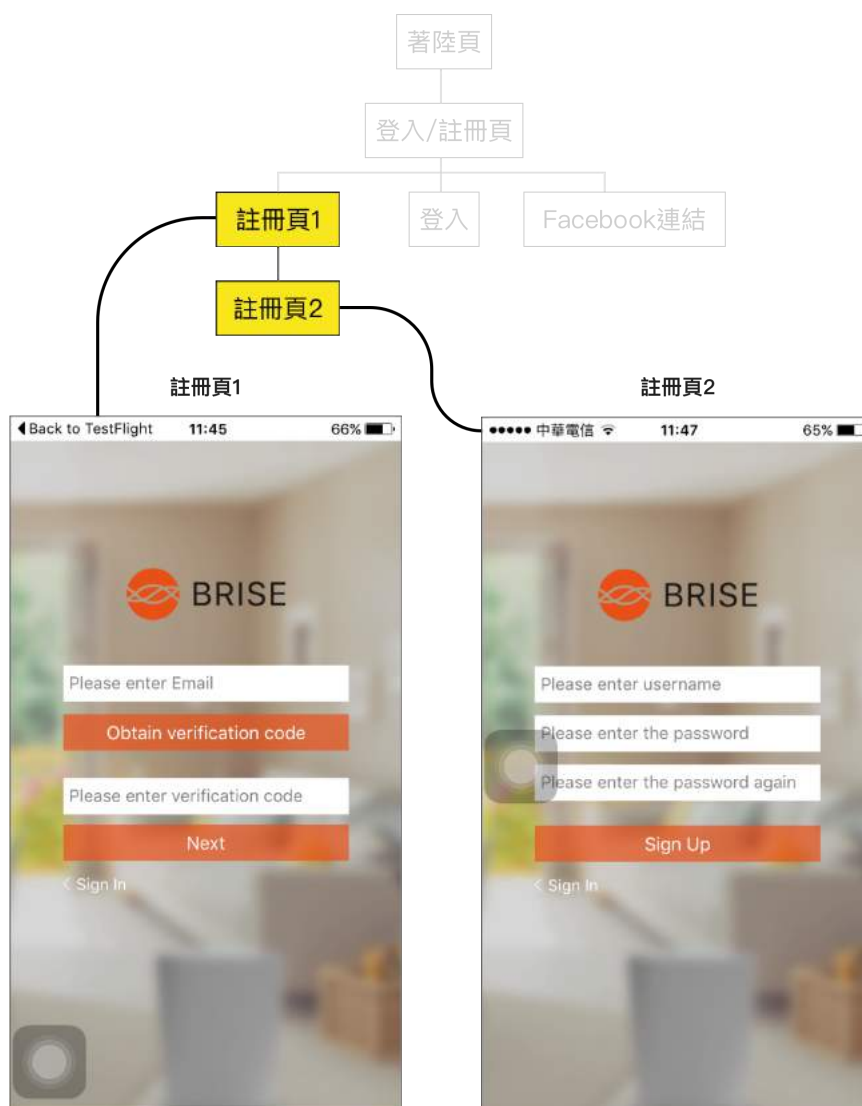 著陸頁
登入/註冊頁
註冊頁1
登入
Facebook連結
註冊頁2
註冊頁1
註冊頁2
Back to TestFlight 11:45 66%
中華電信 11:47 65%
BRISE
BRISE
Please enter Email
Obtain verification code
Please enter verification code
Next
< Sign In
Please enter username
Please enter the password
Please enter the password again
Sign Up
< Sign In